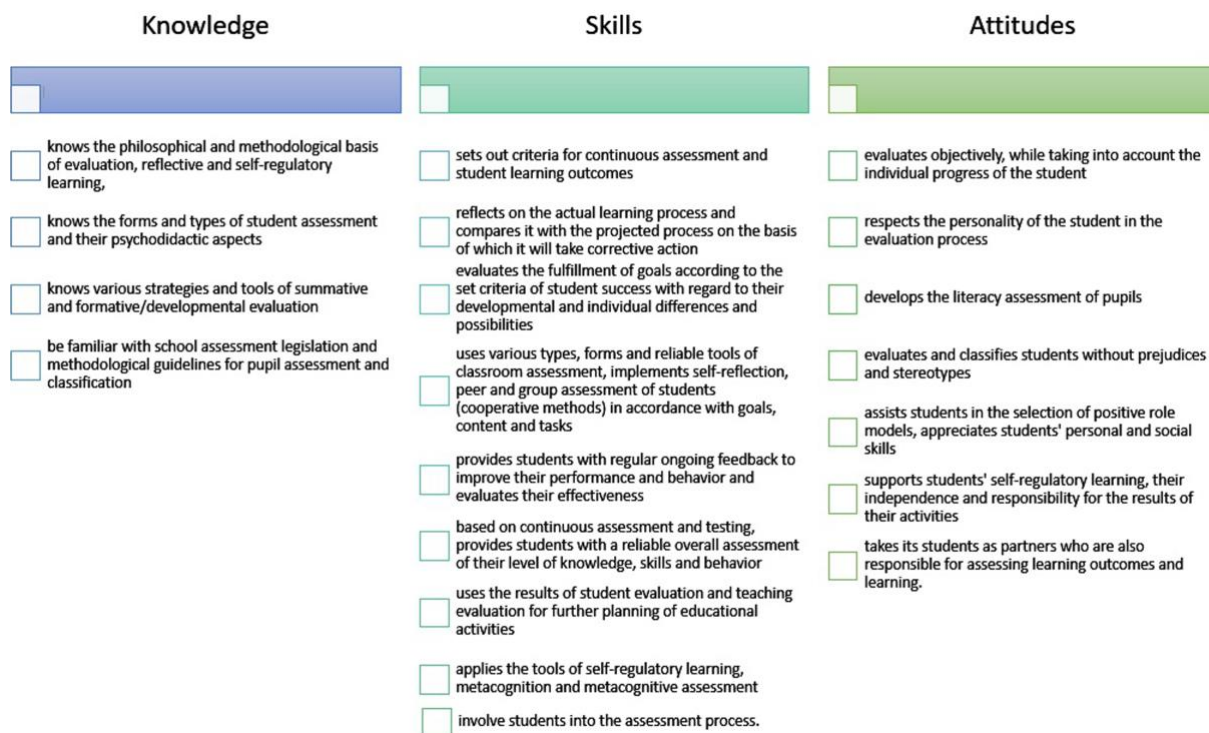 Knowledge
knows the philosophical and methodological basis
of evaluation, reflective and self-regulatory
learning,
knows the forms and types of student assessment
and their psychodidactic aspects
knows various strategies and tools of summative
and formative/developmental evaluation
be familiar with school assessment legislation and
methodological guidelines for pupil assessment and
classification
Skills
sets out criteria for continuous assessment and
student learning outcomes
reflects on the actual learning process and
compares it with the projected process on the basis
of which it will take corrective action
evaluates the fulfillment of goals according to the
set criteria of student success with regard to their
developmental and individual differences and
possibilities
uses various types, forms and reliable tools of
classroom assessment, implements self-reflection,
peer and group assessment of students
(cooperative methods) in accordance with goals,
content and tasks
provides students with regular ongoing feedback to
improve their performance and behavior and
evaluates their effectiveness
based on continuous assessment and testing,
provides students with a reliable overall assessment
of their level of knowledge, skills and behavior
uses the results of student evaluation and teaching
evaluation for further planning of educational
activities
applies the tools of self-regulatory learning,
metacognition and metacognitive assessment
involve students into the assessment process.
Attitudes
evaluates objectively, while taking into account the
individual progress of the student
respects the personality of the student in the
evaluation process
develops the literacy assessment of pupils
evaluates and classifies students without prejudices
and stereotypes
assists students in the selection of positive role
models, appreciates students' personal and social
skills
supports students' self-regulatory learning, their
independence and responsibility for the results of
their activities
takes its students as partners who are also
responsible for assessing learning outcomes and
learning.